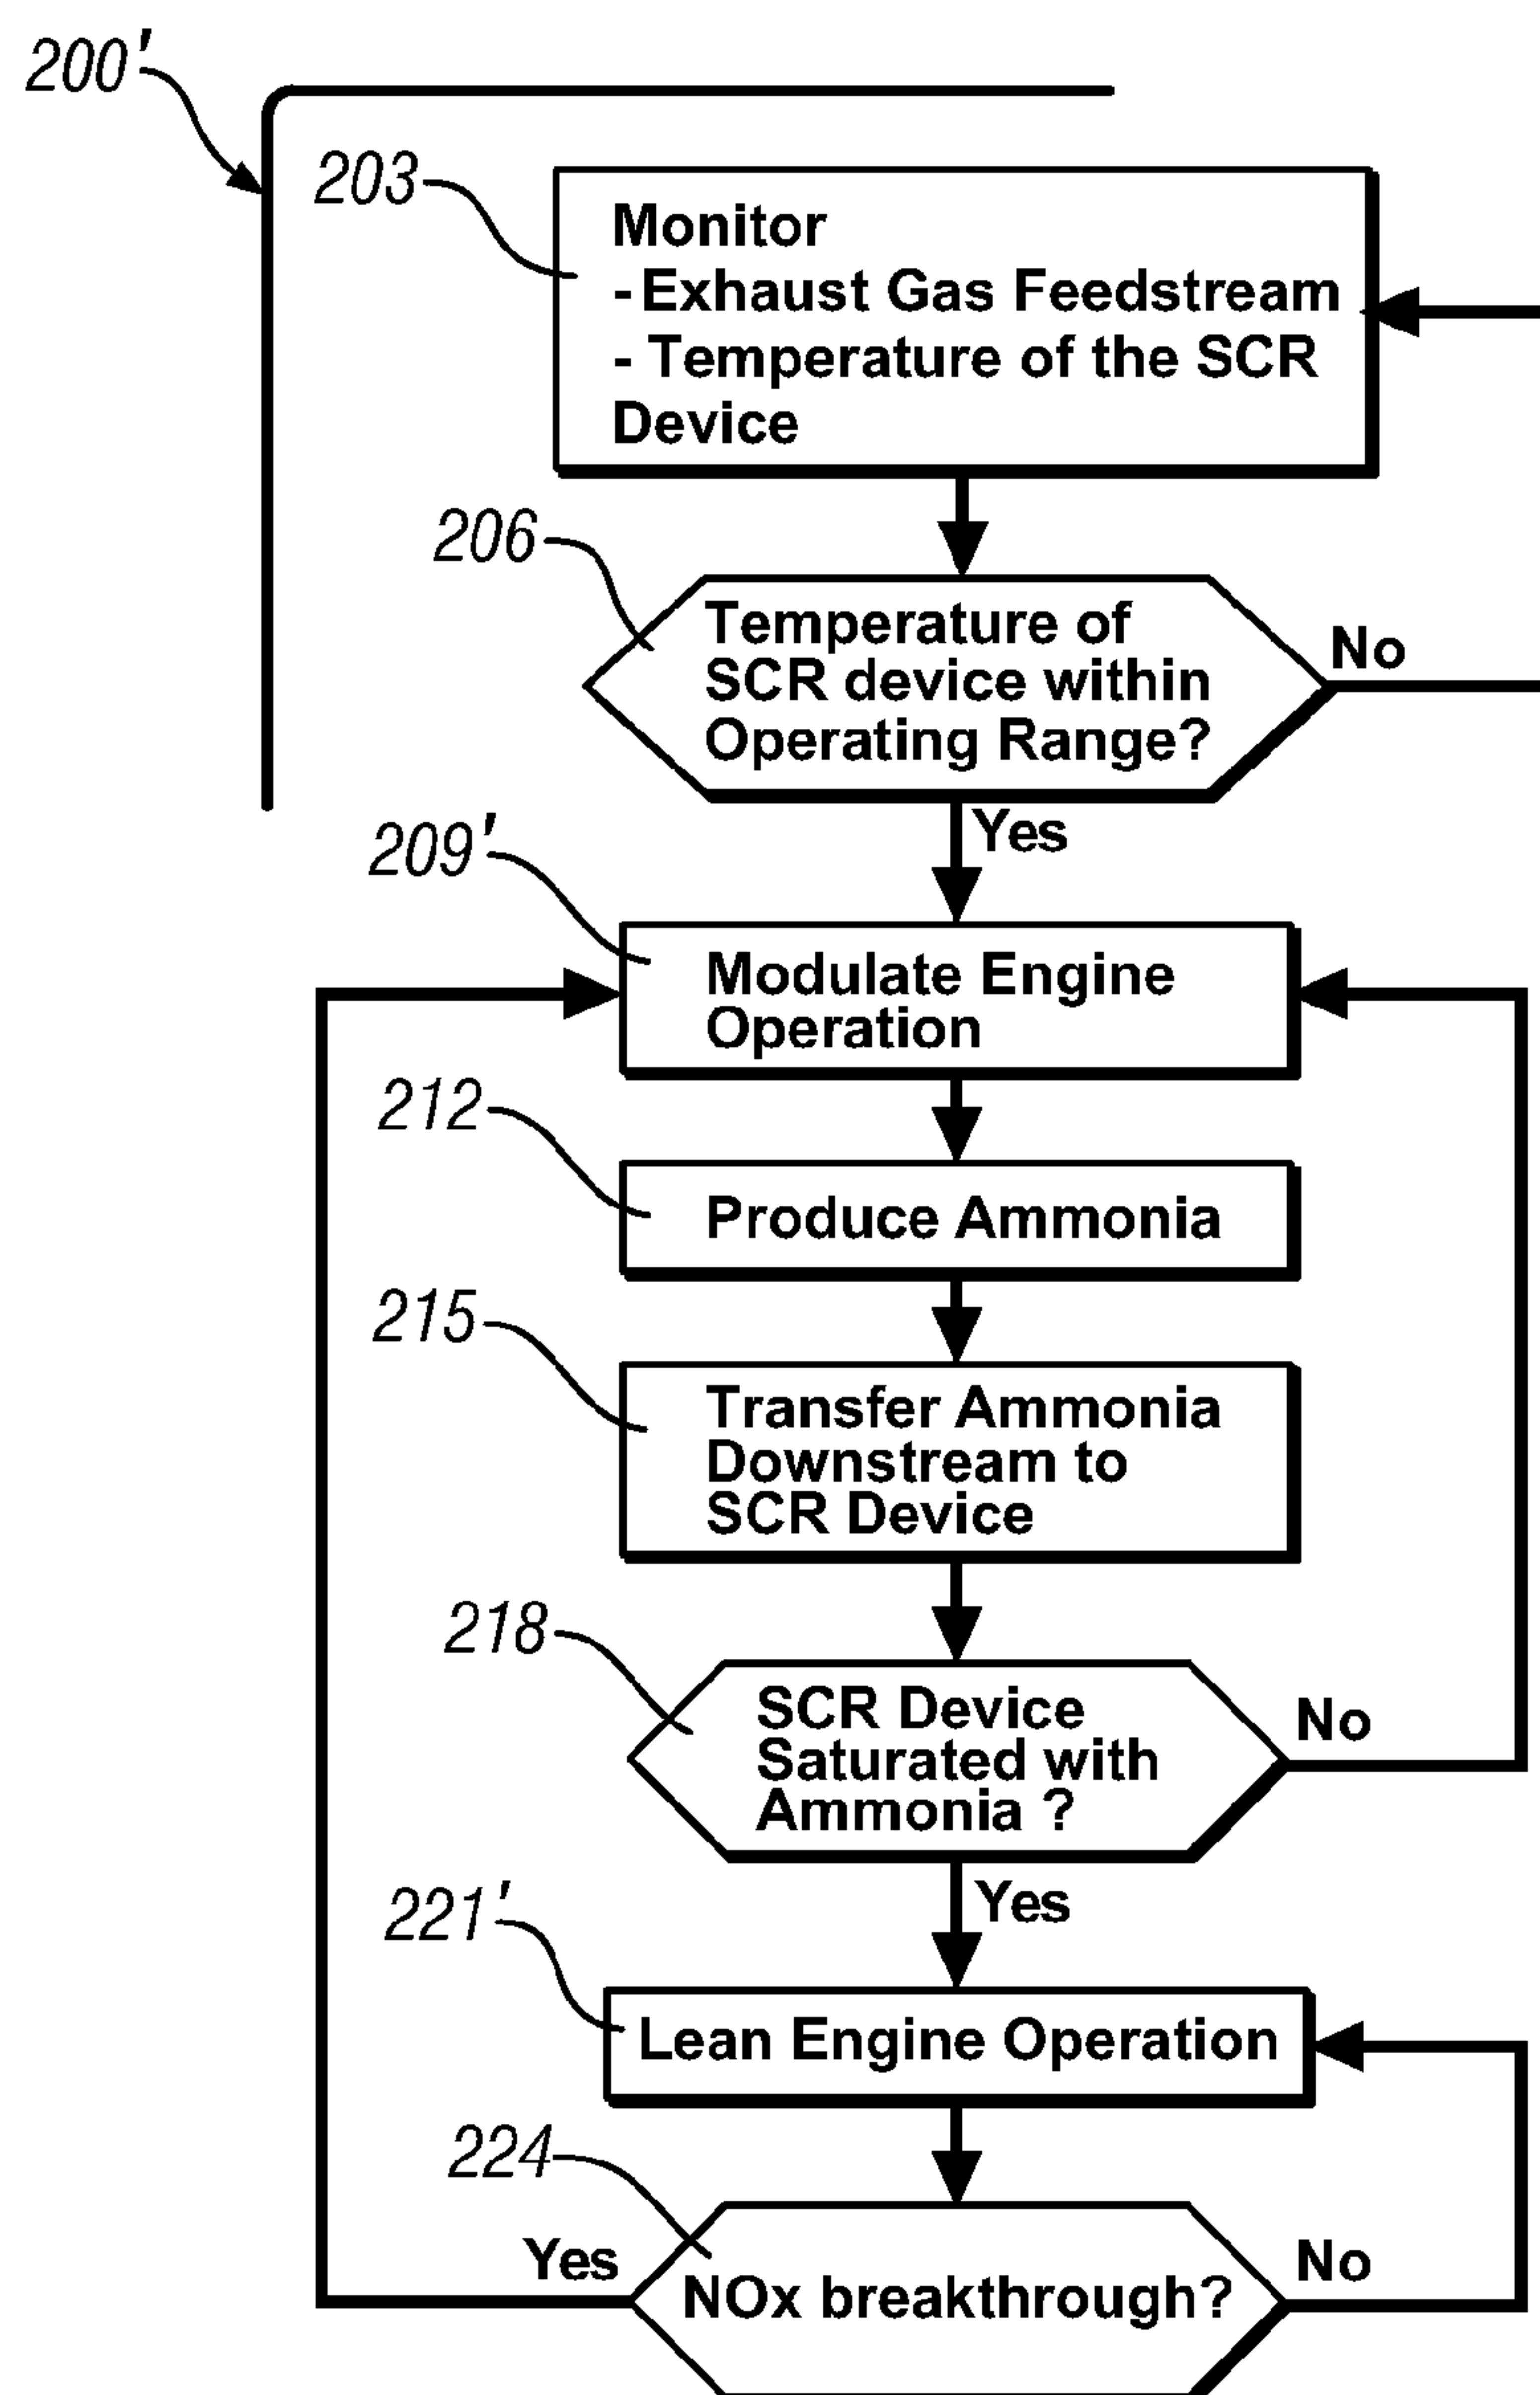 200'
203
Monitor
- Exhaust Gas Feedstream
- Temperature of the SCR
Device
206
Temperature of
SCR device within
Operating Range?
No
Yes
209'
Modulate Engine
Operation
212
Produce Ammonia
215
Transfer Ammonia
Downstream to
SCR Device
218
SCR Device
Saturated with
Ammonia ?
No
Yes
221'
Lean Engine Operation
224
Yes
NOx breakthrough?
No